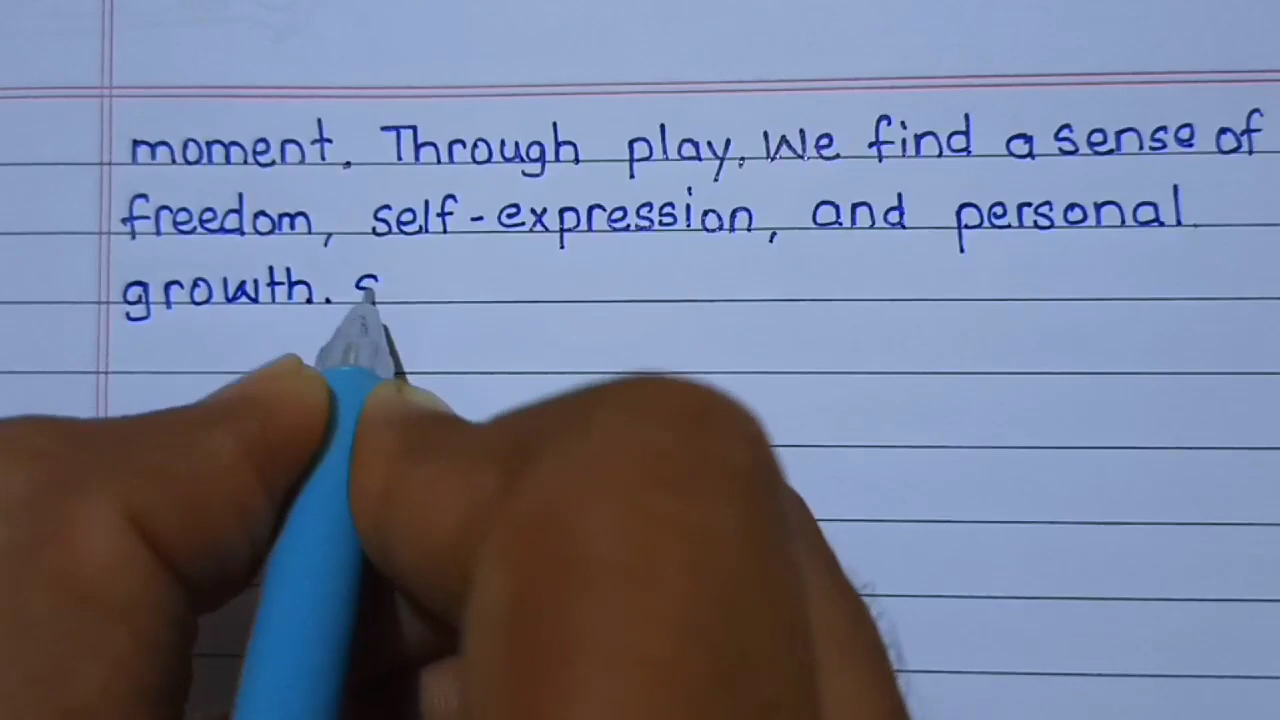 moment. Through play, We find a sense of
freedom, self-expression, and personal
growth. S